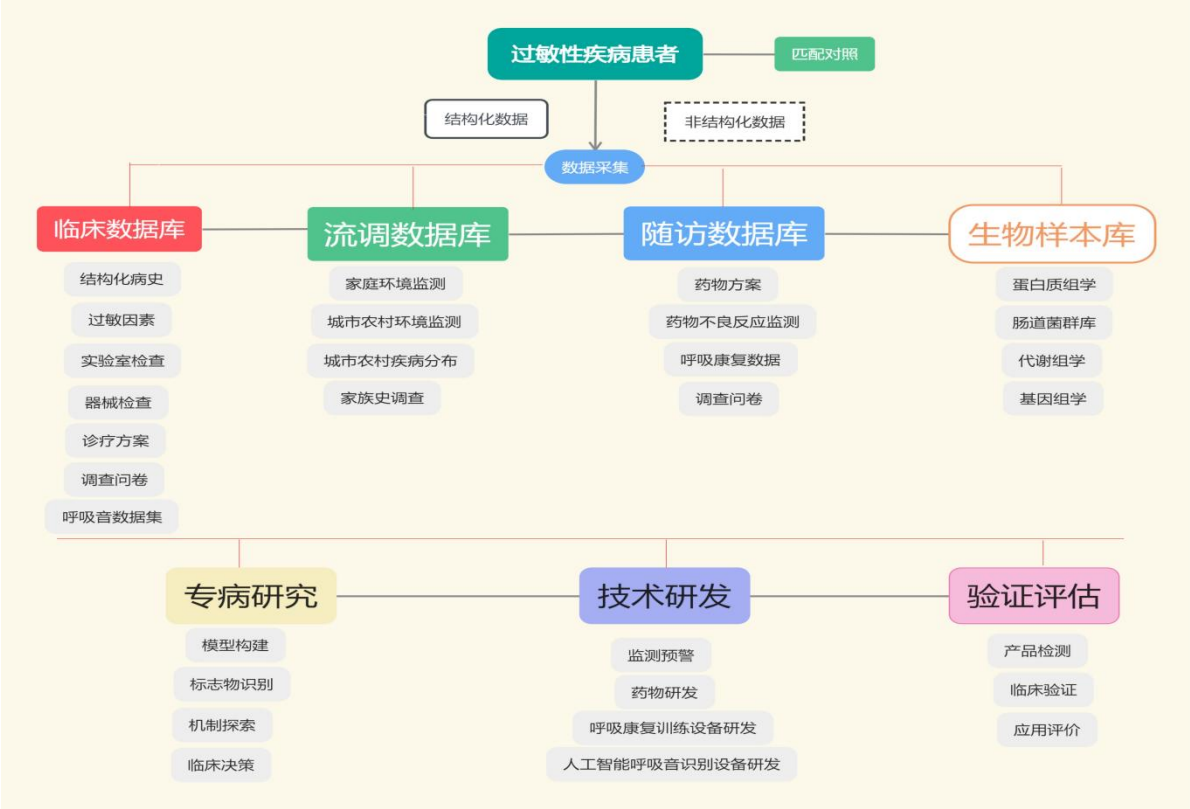 过敏性疾病患者
匹配对照
结构化数据
非结构化数据
数据采集
临床数据库
结构化病史
过敏因素
实验室检查
器械检查
诊疗方案
调查问卷
呼吸音数据集
流调数据库
家庭环境监测
城市农村环境监测
城市农村疾病分布
家族史调查
随访数据库
药物方案
药物不良反应监测
呼吸康复数据
调查问卷
生物样本库
蛋白质组学
肠道菌群库
代谢组学
基因组学
专病研究
模型构建
标志物识别
机制探索
临床决策
技术研发
监测预警
药物研发
呼吸康复训练设备研发
人工智能呼吸音识别设备研发
验证评估
产品检测
临床验证
应用评价